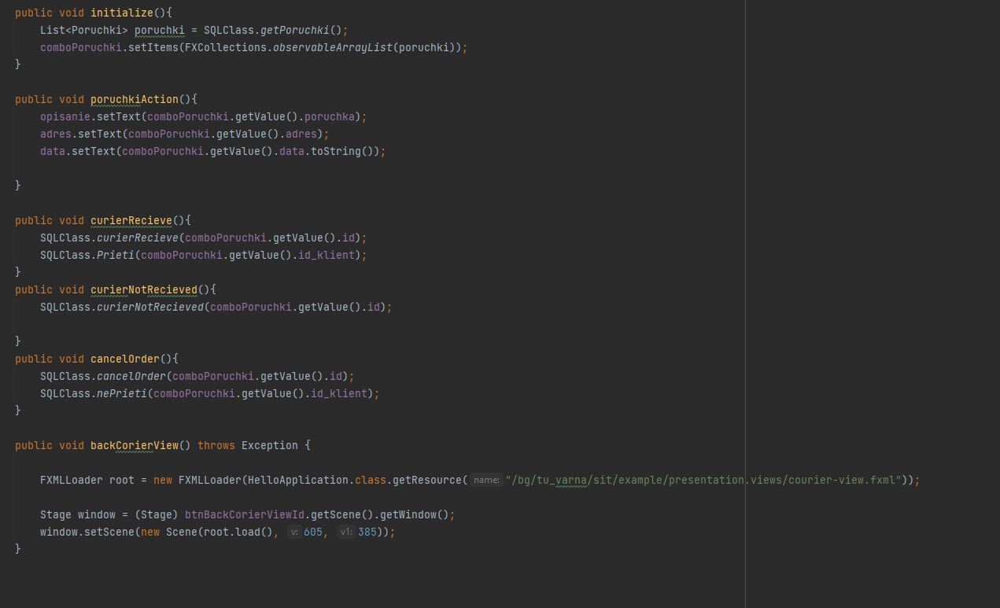 public void initialize(){
    List<Poruchki> poruchki = SQLClass.getPoruchki();
    comboPoruchki.setItems(FXCollections.observableArrayList(poruchki));
}
public void poruchkiAction(){
    opisanie.setText(comboPoruchki.getValue().poruchka);
    adres.setText(comboPoruchki.getValue().adres);
    data.setText(comboPoruchki.getValue().data.toString());
}
public void curierRecieve(){
    SQLClass.curierRecieve(comboPoruchki.getValue().id);
    SQLClass.Prieti(comboPoruchki.getValue().id_klient);
}
public void curierNotRecieved(){
    SQLClass.curierNotRecieved(comboPoruchki.getValue().id);
}
public void cancelOrder(){
    SQLClass.cancelOrder(comboPoruchki.getValue().id);
    SQLClass.nePrieti(comboPoruchki.getValue().id_klient);
}
public void backCorierView() throws Exception {
    FXMLLoader root = new FXMLLoader(HelloApplication.class.getResource( name: "/bg/tu_varna/sit/example/presentation.views/courier-view.fxml"));
    Stage window = (Stage) btnBackCorierViewId.getScene().getWindow();
    window.setScene(new Scene(root.load(), v: 605, v1: 385));
}